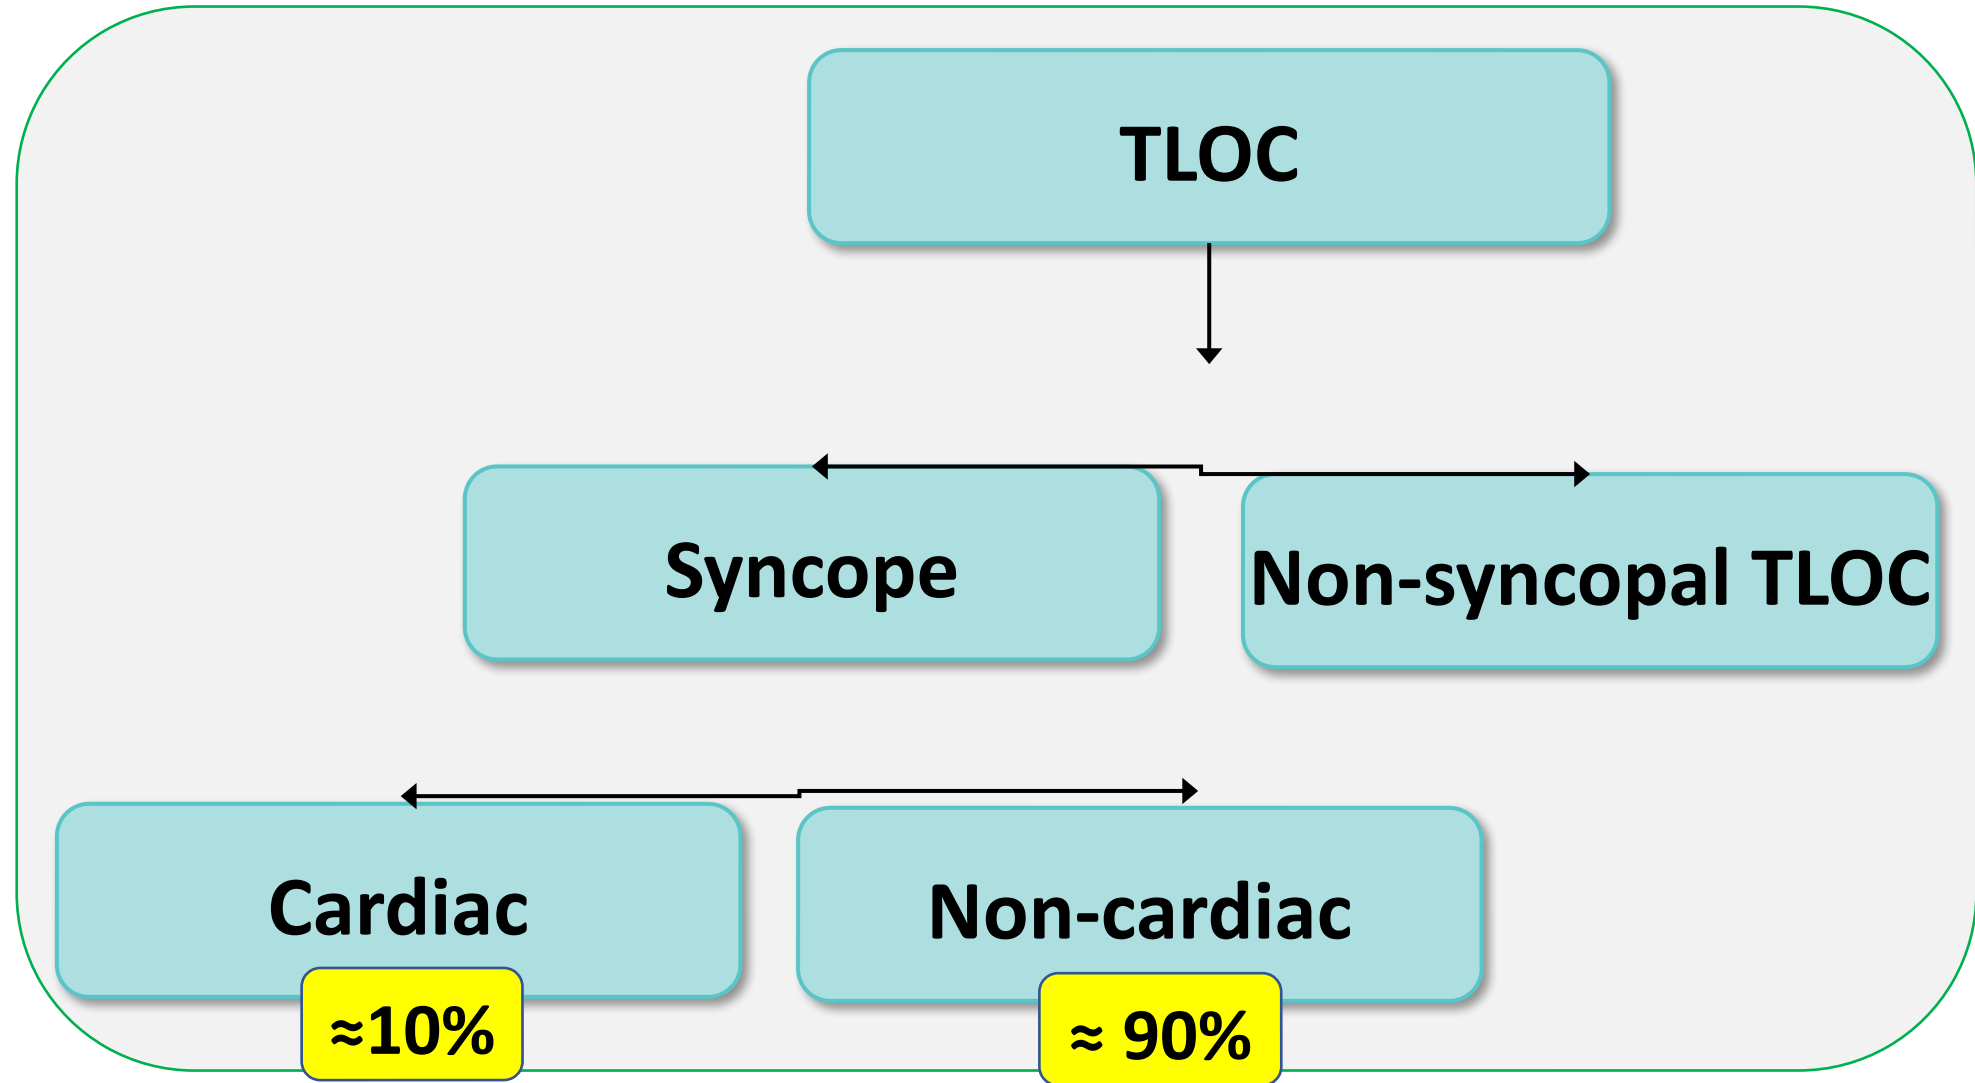 TLOC
Syncope
Non-syncopal TLOC
Cardiac
Non-cardiac
≈10%
≈ 90%